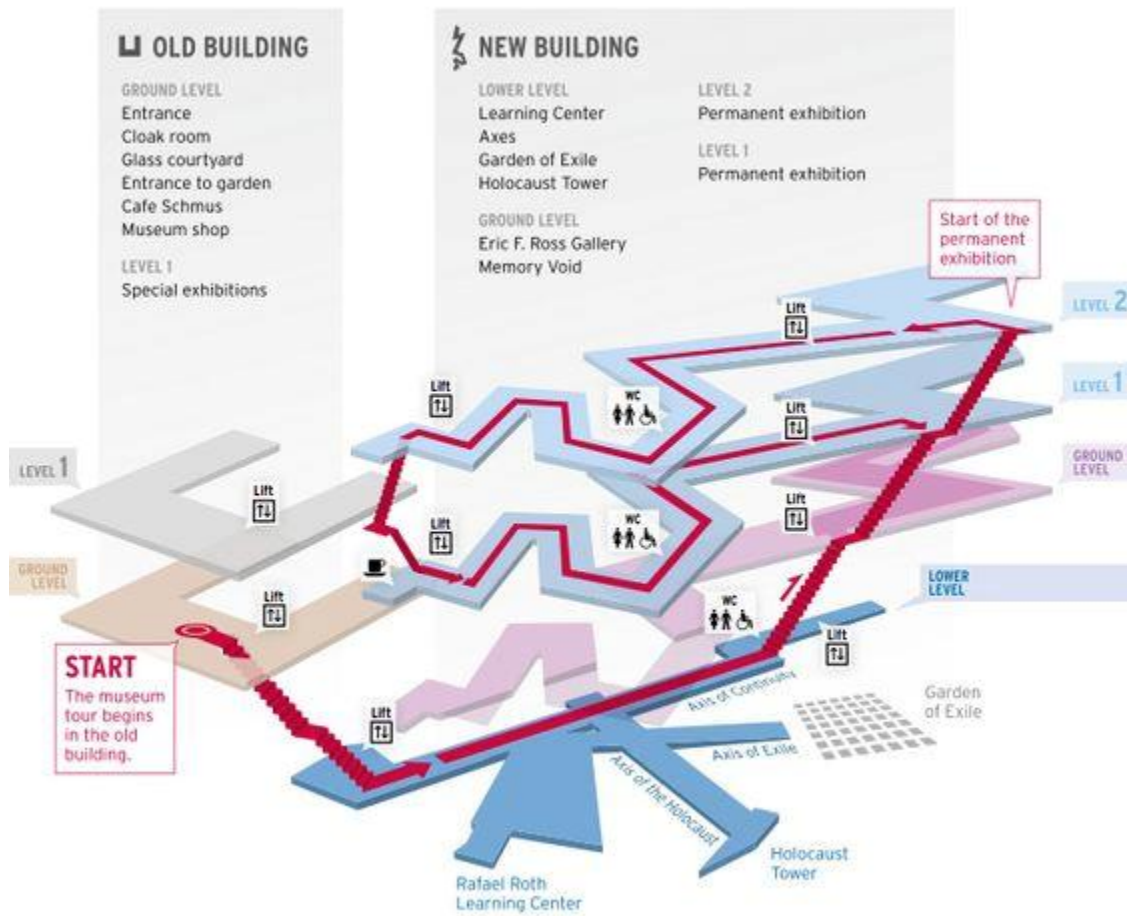 OLD BUILDING
GROUND LEVEL
Entrance
Cloak room
Glass courtyard
Entrance to garden
Cafe Schmus
Museum shop
LEVEL 1
Special exhibitions
NEW BUILDING
LOWER LEVEL
Learning Center
Axes
Garden of Exile
Holocaust Tower
GROUND LEVEL
Eric F. Ross Gallery
Memory Void
LEVEL 2
Permanent exhibition
LEVEL 1
Permanent exhibition
Start of the
permanent
exhibition
LEVEL 2
Lift
LEVEL 1
Lift
WC
Lift
GROUND
LEVEL
LEVEL 1
Lift
Lift
Lift
WC
GROUND
LEVEL
Lift
LOWER
LEVEL
WC
Lift
START
The museum
tour begins
in the old
building.
Lift
Axis of Continuity
Garden
of Exile
Axis of Exile
Axis of the Holocaust
Holocaust
Tower
Rafael Roth
Learning Center